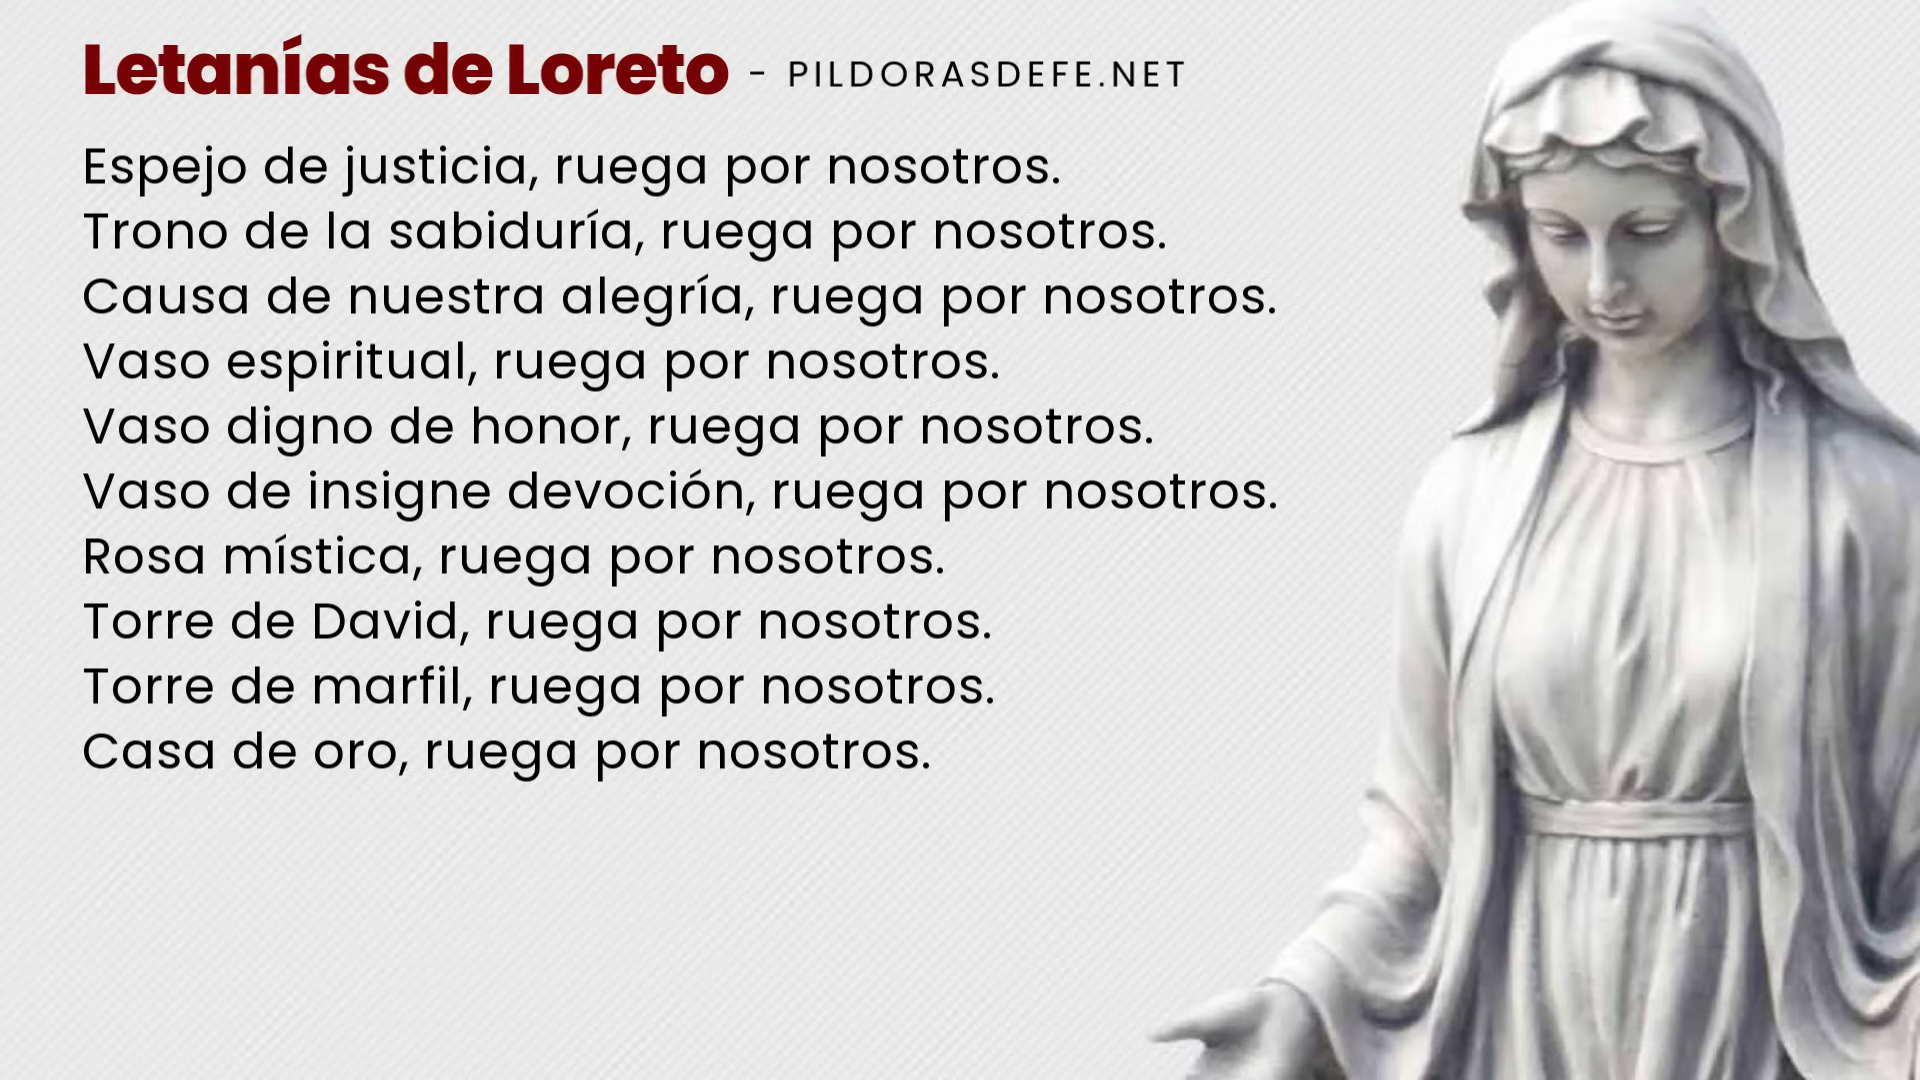 Letanías de Loreto - PILDORASDEFE.NET
Espejo de justicia, ruega por nosotros.
Trono de la sabiduría, ruega por nosotros.
Causa de nuestra alegría, ruega por nosotros.
Vaso espiritual, ruega por nosotros.
Vaso digno de honor, ruega por nosotros.
Vaso de insigne devoción, ruega por nosotros.
Rosa mística, ruega por nosotros.
Torre de David, ruega por nosotros.
Torre de marfil, ruega por nosotros.
Casa de oro, ruega por nosotros.